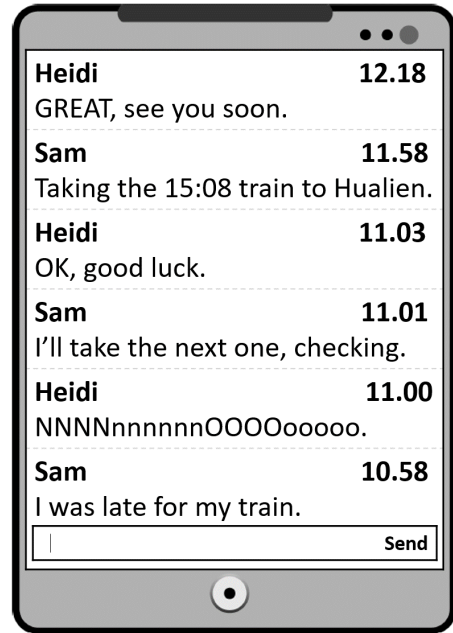 Heidi 12.18
GREAT, see you soon.
Sam 11.58
Taking the 15:08 train to Hualien.
Heidi 11.03
OK, good luck.
Sam 11.01
I’ll take the next one, checking.
Heidi 11.00
NNNNnnnnnnOOOOooooo.
Sam 10.58
I was late for my train.
Send